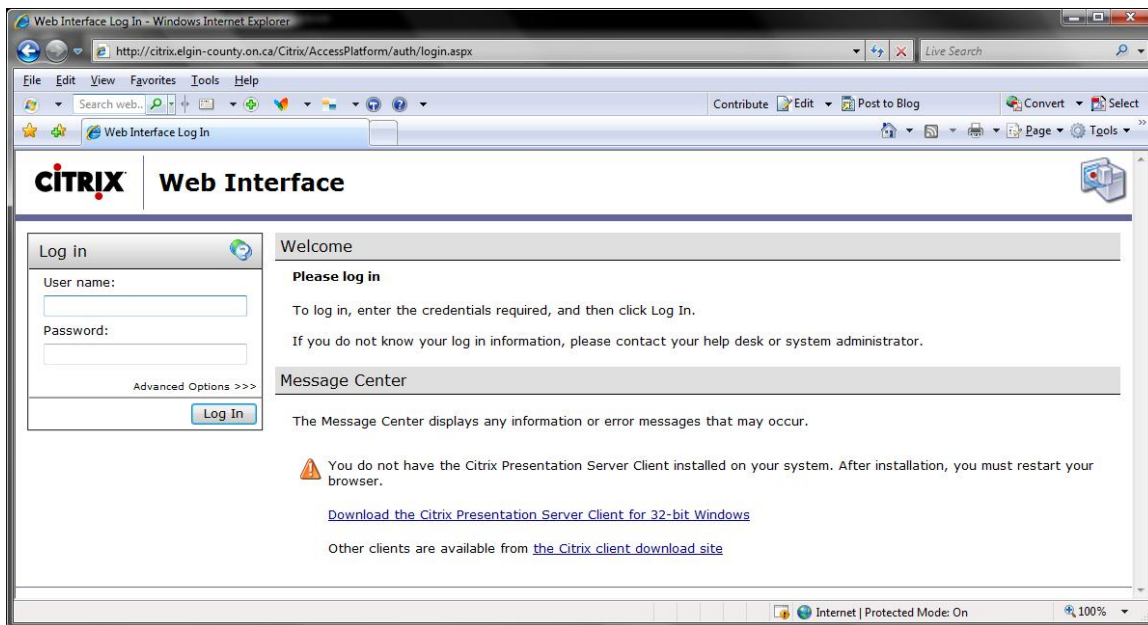 Web Interface Log In - Windows Internet Explorer
http://citrix.elgin-county.on.ca/Citrix/AccessPlatform/auth/login.aspx
Live Search
File Edit View Favorites Tools Help
Search web..
Contribute Edit Post to Blog
Convert Select
Web Interface Log In
Page Tools
CITRIX Web Interface
Log in
User name:
Password:
Advanced Options >>>
Log In
Welcome
Please log in
To log in, enter the credentials required, and then click Log In.
If you do not know your log in information, please contact your help desk or system administrator.
Message Center
The Message Center displays any information or error messages that may occur.
You do not have the Citrix Presentation Server Client installed on your system. After installation, you must restart your
browser.
Download the Citrix Presentation Server Client for 32-bit Windows
Other clients are available from the Citrix client download site
Internet | Protected Mode: On
100%